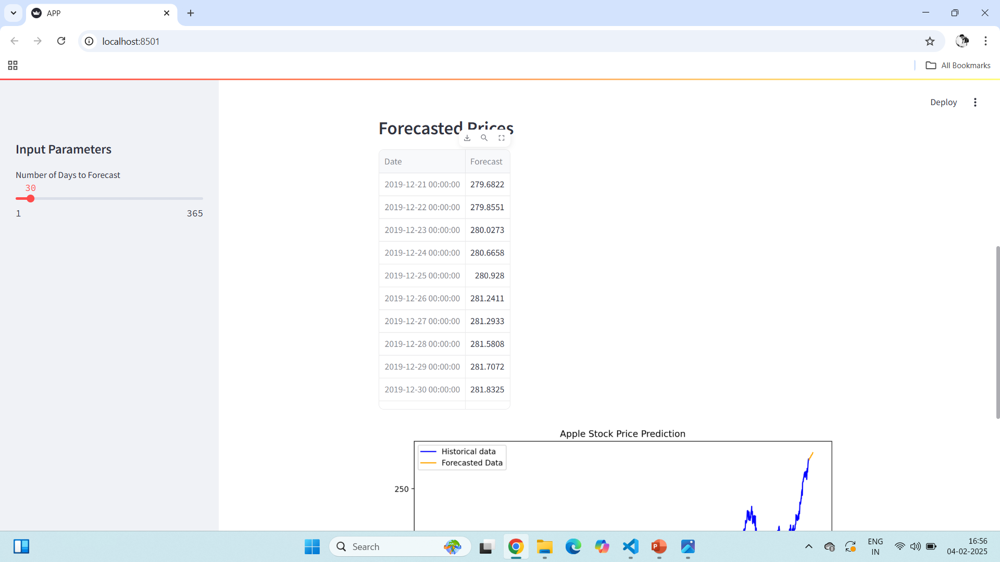 APP
localhost:8501
All Bookmarks
Deploy
Input Parameters
Number of Days to Forecast
30
1 365
Forecasted Prices
Date Forecast
2019-12-21 00:00:00 279.6822
2019-12-22 00:00:00 279.8551
2019-12-23 00:00:00 280.0273
2019-12-24 00:00:00 280.6658
2019-12-25 00:00:00 280.928
2019-12-26 00:00:00 281.2411
2019-12-27 00:00:00 281.2933
2019-12-28 00:00:00 281.5808
2019-12-29 00:00:00 281.7072
2019-12-30 00:00:00 281.8325
Apple Stock Price Prediction
Historical data
Forecasted Data
250
Search
ENG
IN
16:56
04-02-2025